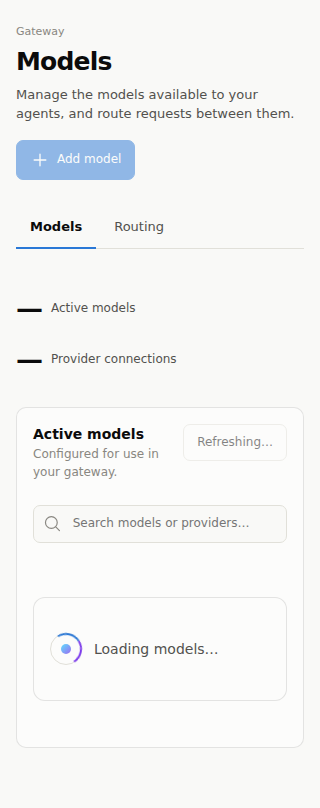 Gateway
Models
Manage the models available to your
agents, and route requests between them.
Add model
Models Routing
— Active models
— Provider connections
Active models
Refreshing...
Configured for use in
your gateway.
Search models or providers...
Loading models...